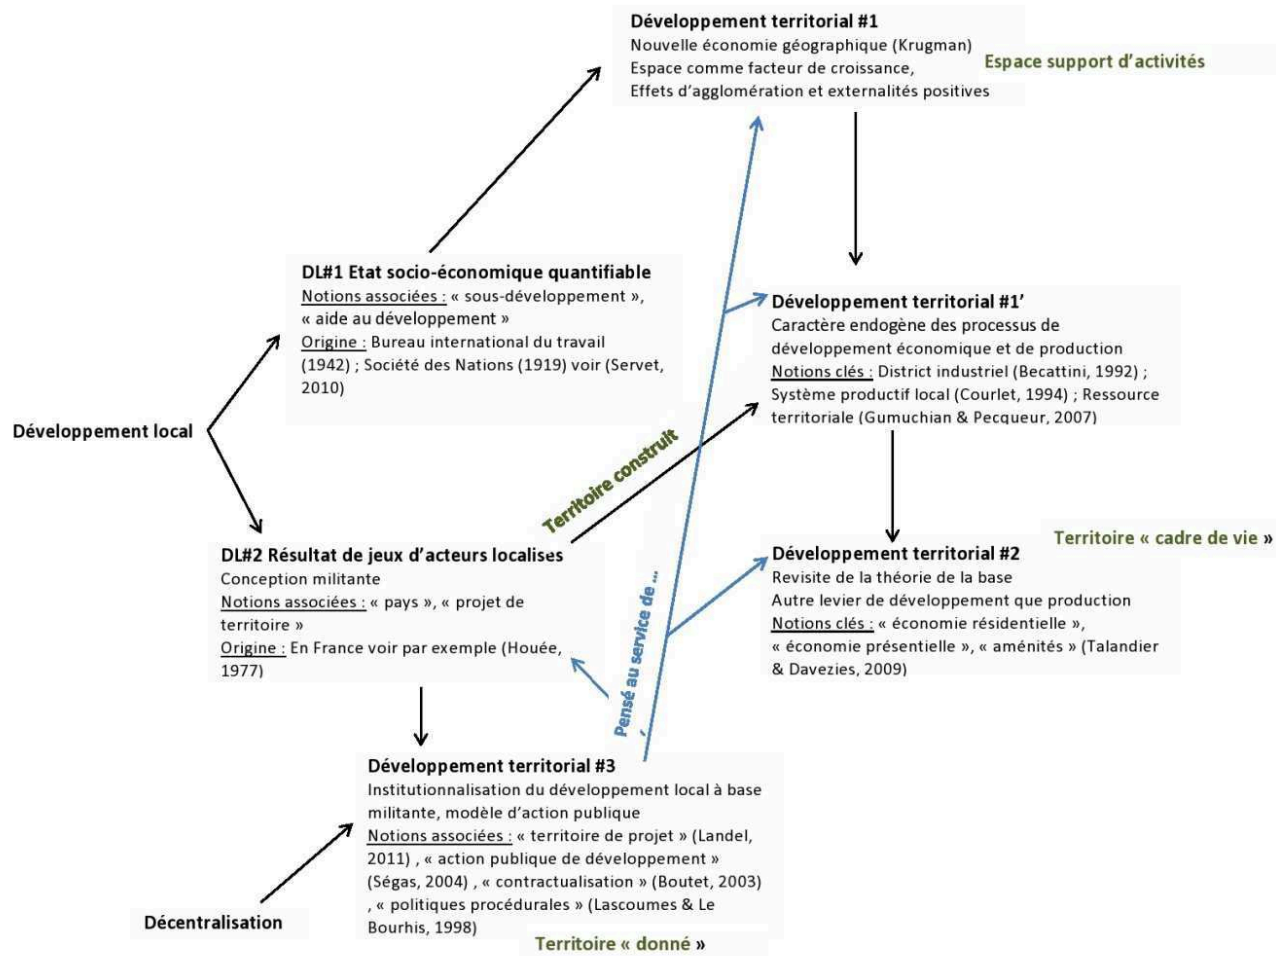 Développement territorial #1
Nouvelle économie géographique (Krugman)
Espace comme facteur de croissance,
Effets d’agglomération et externalités positives
Espace support d’activités
DL#1 Etat socio-économique quantifiable
Notions associées : « sous-développement »,
« aide au développement »
Origine : Bureau international du travail
(1942) ; Société des Nations (1919) voir (Servet,
2010)
Développement territorial #1’
Caractère endogène des processus de
développement économique et de production
Notions clés : District industriel (Becattini, 1992) ;
Système productif local (Courlet, 1994) ; Ressource
territoriale (Gumuchian & Pecqueur, 2007)
Développement local
Territoire construit
DL#2 Résultat de jeux d’acteurs localises
Conception militante
Notions associées : « pays », « projet de
territoire »
Origine : En France voir par exemple (Houée,
1977)
Territoire « cadre de vie »
Développement territorial #2
Revisite de la théorie de la base
Autre levier de développement que production
Notions clés : « économie résidentielle »,
« économie présentielle », « aménités » (Talandier
& Davezies, 2009)
Pensé au service de ...
Développement territorial #3
Institutionnalisation du développement local à base
militante, modèle d’action publique
Notions associées : « territoire de projet » (Landel,
2011) , « action publique de développement »
(Ségas, 2004) , « contractualisation » (Boutet, 2003)
, « politiques procédurales » (Lascoumes & Le
Bourhis, 1998)
Décentralisation
Territoire « donné »